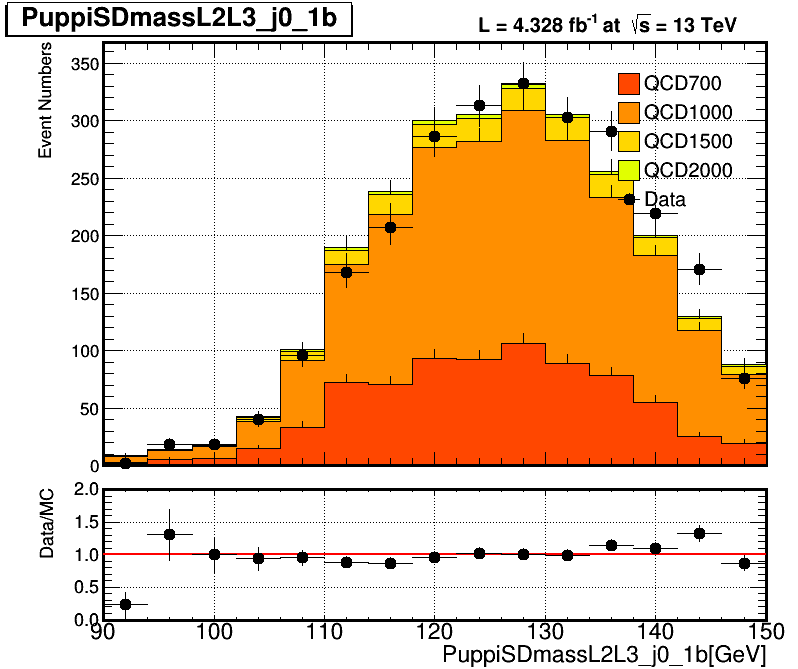 PuppiSDmassL2L3_j0_1b
L = 4.328 fb⁻¹ at √s = 13 TeV
Event Numbers
350
300
250
200
150
100
50
0
QCD700
QCD1000
QCD1500
QCD2000
Data
Data/MC
2.0
1.5
1.0
0.5
0.0
90 100 110 120 130 140 150
PuppiSDmassL2L3_j0_1b[GeV]